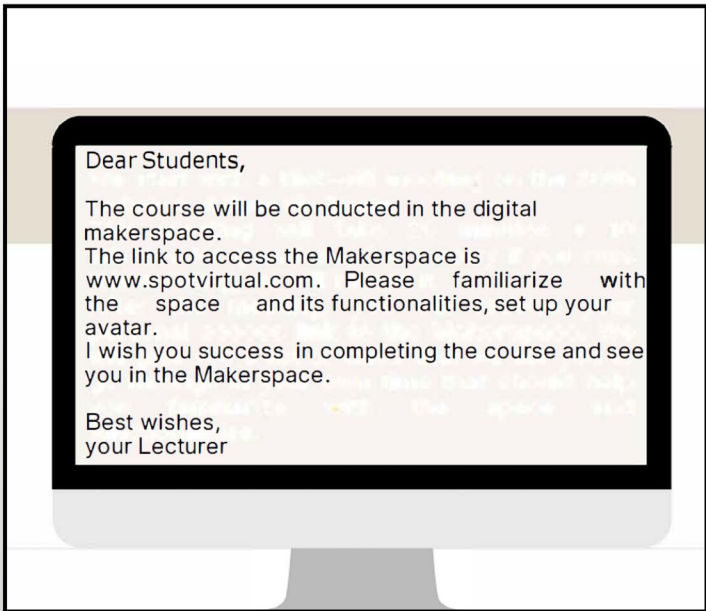 Dear Students,
The course will be conducted in the digital
makerspace.
The link to access the Makerspace is
www.spotvirtual.com. Please familiarize with
the space and its functionalities, set up your
avatar.
I wish you success in completing the course and see
you in the Makerspace.
Best wishes,
your Lecturer